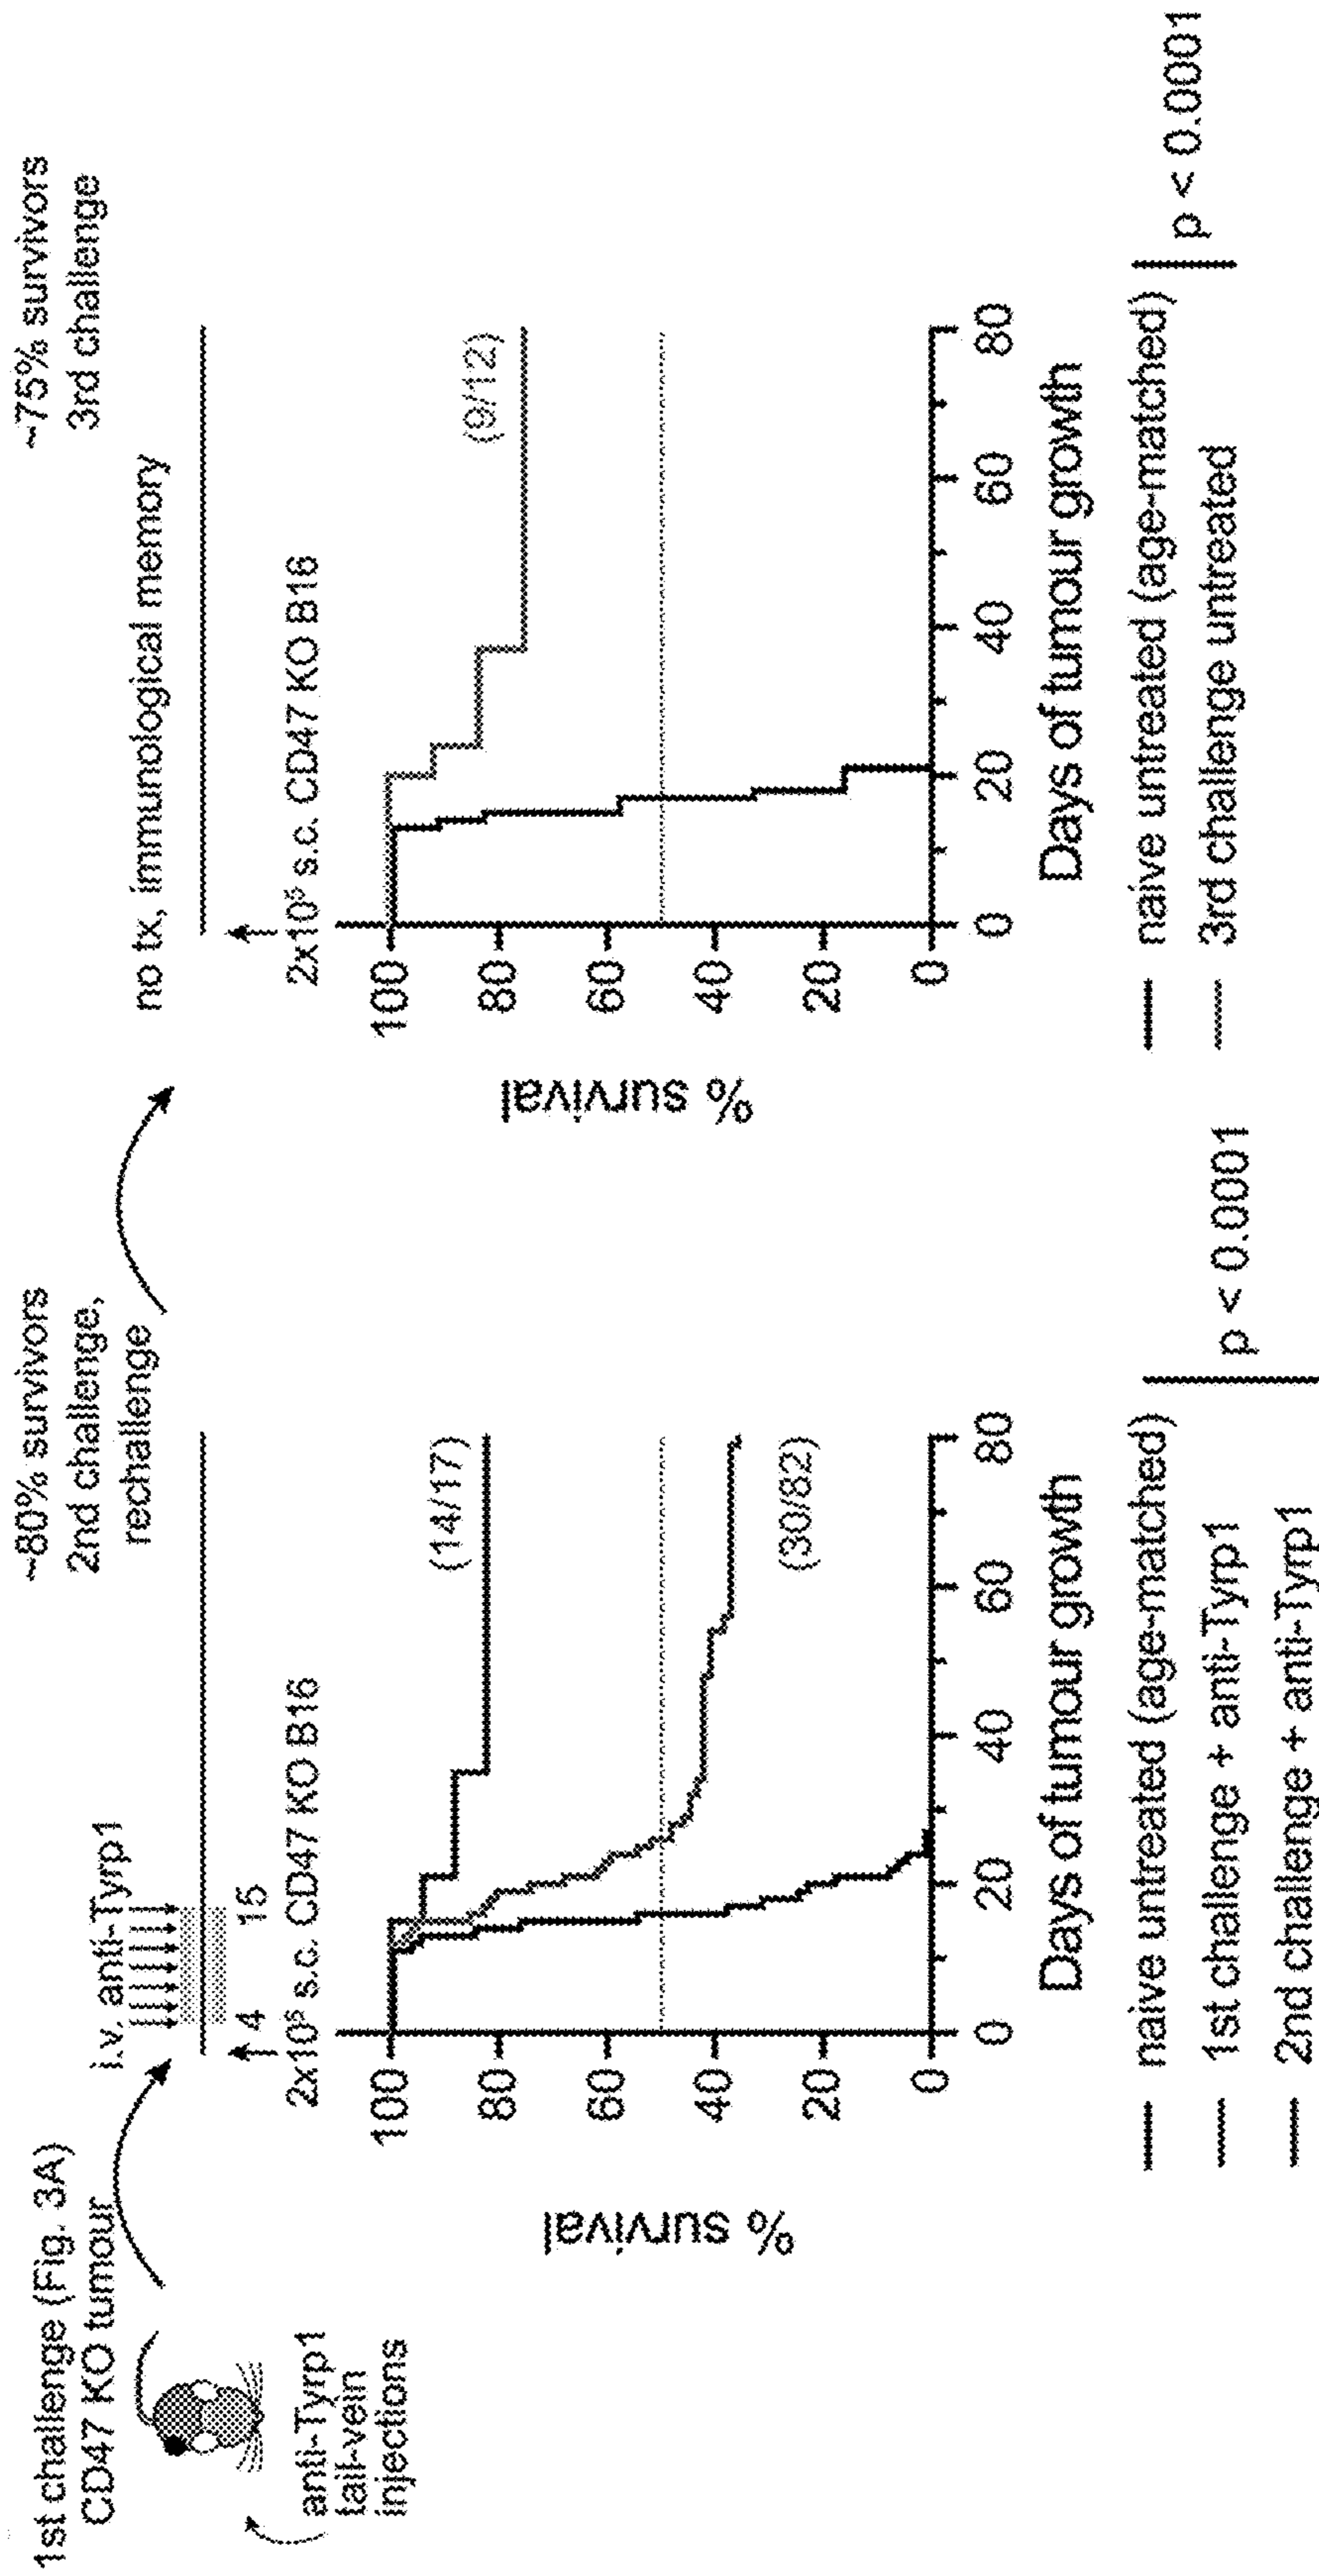 1st challenge (Fig. 3A)
CD47 KO tumour
anti-Tyrp1
tail-vein
injections
i.v. anti-Tyrp1
4
15
2x10⁵ s.c. CD47 KO B16
~80% survivors
2nd challenge,
rechallenge
% survival
100
80
60
40
20
0
(14/17)
(30/82)
0
20
40
60
80
Days of tumour growth
naive untreated (age-matched)
1st challenge + anti-Tyrp1
2nd challenge + anti-Tyrp1
p < 0.0001
no tx, immunological memory
2x10⁵ s.c. CD47 KO B16
~75% survivors
3rd challenge
% survival
100
80
60
40
20
0
(9/12)
0
20
40
60
80
Days of tumour growth
naive untreated (age-matched)
3rd challenge untreated
p < 0.0001